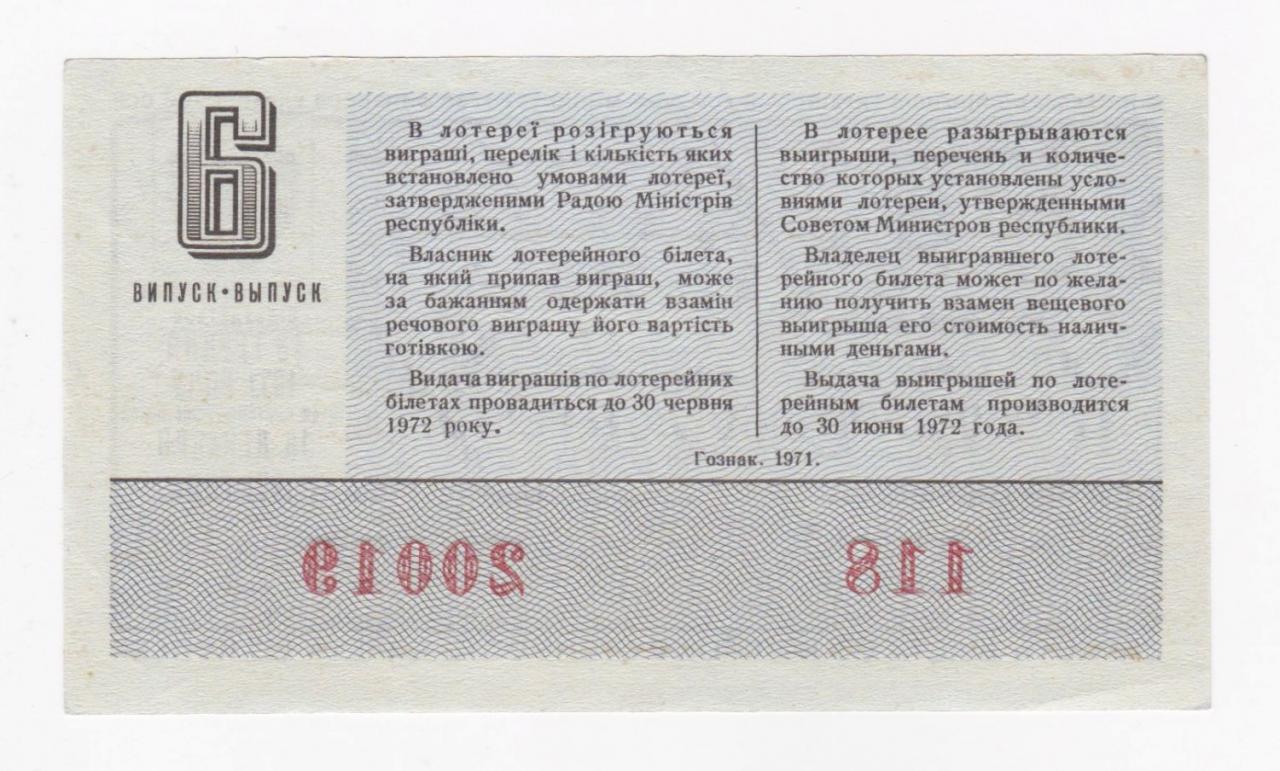 6
ВИПУСК•ВЫПУСК
В лотереї розігруються
виграші, перелік і кількість яких
встановлено умовами лотереї,
затвердженими Радою Міністрів
республіки.
Власник лотерейного білета,
на який припав виграш, може
за бажанням одержати взамін
речового виграшу його вартість
готівкою.
Видача виграшів по лотерейних
білетах провадиться до 30 червня
1972 року.
В лотерее разыгрываются
выигрыши, перечень и количе-
ство которых установлены усло-
виями лотереи, утвержденными
Советом Министров республики.
Владелец выигравшего лоте-
рейного билета может по жела-
нию получить взамен вещевого
выигрыша его стоимость налич-
ными деньгами.
Выдача выигрышей по лоте-
рейным билетам производится
до 30 июня 1972 года.
Гознак. 1971.
20019
118